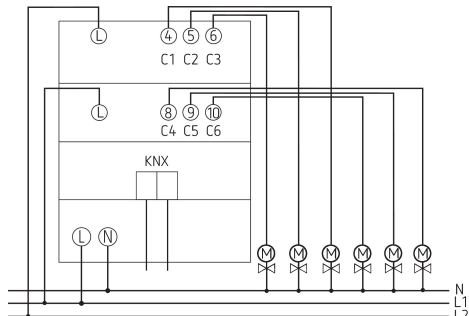 L 4 5 6
C1 C2 C3
L 8 9 10
C4 C5 C6
KNX
L N
M M M M M M
N
L1
L2